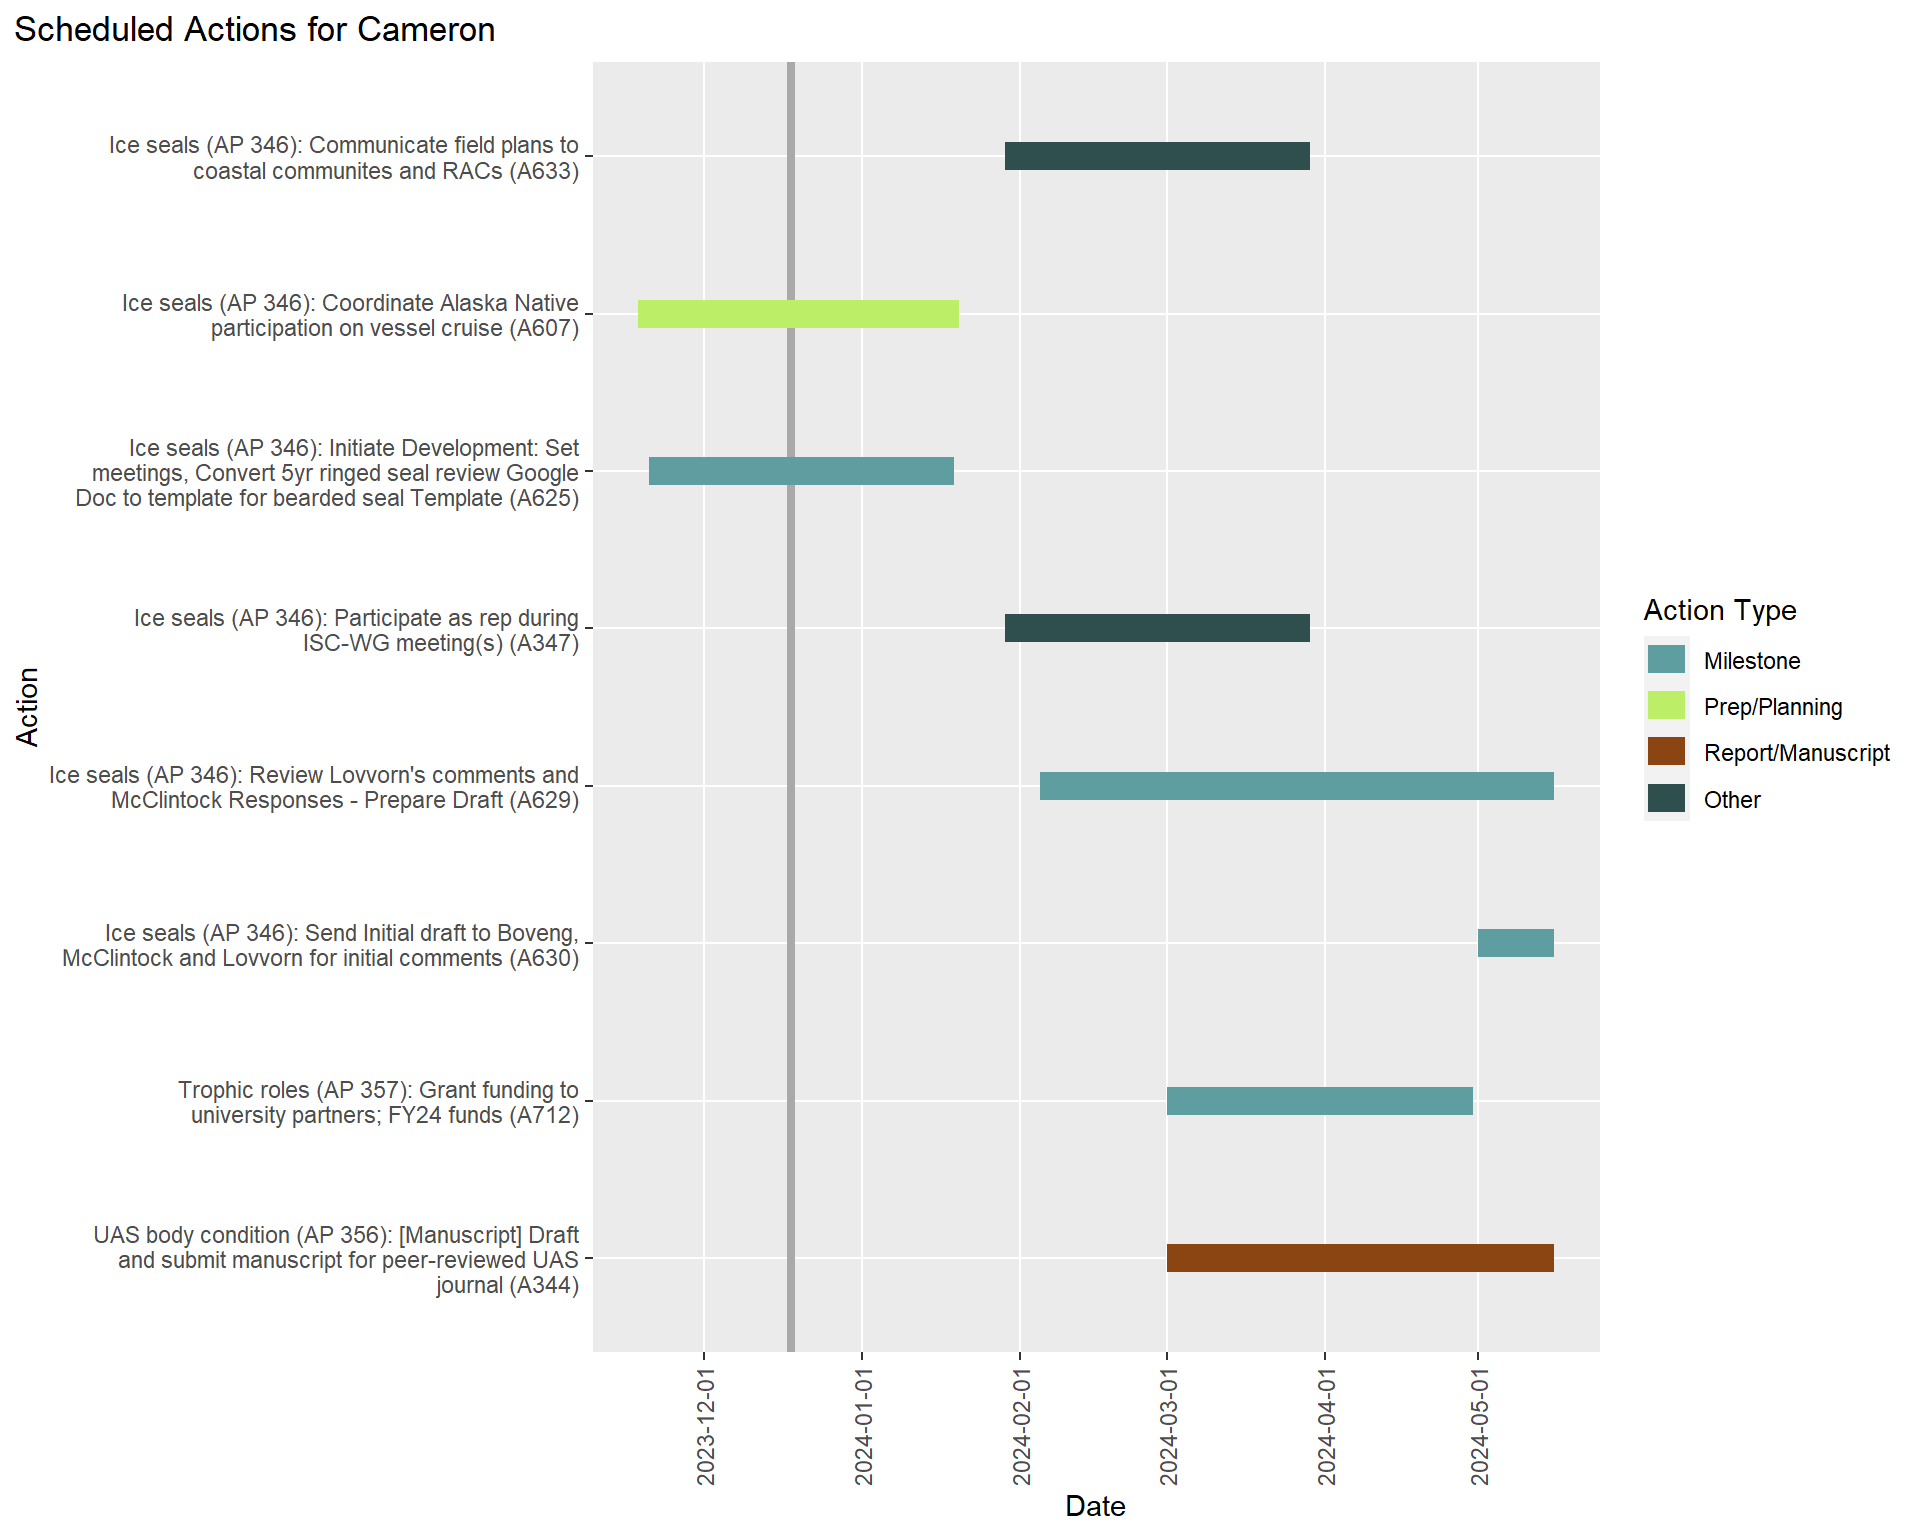 Scheduled Actions for Cameron
Ice seals (AP 346): Communicate field plans to
coastal communites and RACs (A633)
Ice seals (AP 346): Coordinate Alaska Native
participation on vessel cruise (A607)
Ice seals (AP 346): Initiate Development: Set
meetings, Convert 5yr ringed seal review Google
Doc to template for bearded seal Template (A625)
Ice seals (AP 346): Participate as rep during
ISC-WG meeting(s) (A347)
Ice seals (AP 346): Review Lovvorn's comments and
McClintock Responses - Prepare Draft (A629)
Ice seals (AP 346): Send Initial draft to Boveng,
McClintock and Lovvorn for initial comments (A630)
Trophic roles (AP 357): Grant funding to
university partners; FY24 funds (A712)
UAS body condition (AP 356): [Manuscript] Draft
and submit manuscript for peer-reviewed UAS
journal (A344)
Action
2023-12-01
2024-01-01
2024-02-01
2024-03-01
2024-04-01
2024-05-01
Date
Action Type
Milestone
Prep/Planning
Report/Manuscript
Other